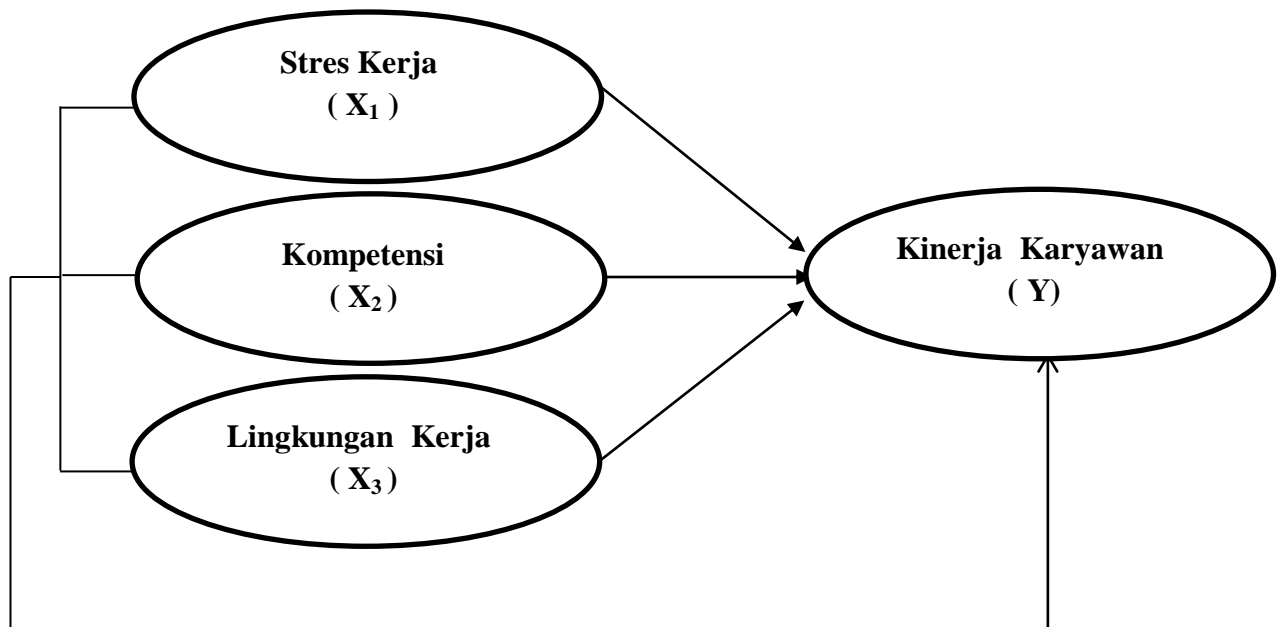 Stres Kerja
( X₁ )
Kompetensi
( X₂ )
Kinerja Karyawan
( Y)
Lingkungan Kerja
( X₃ )